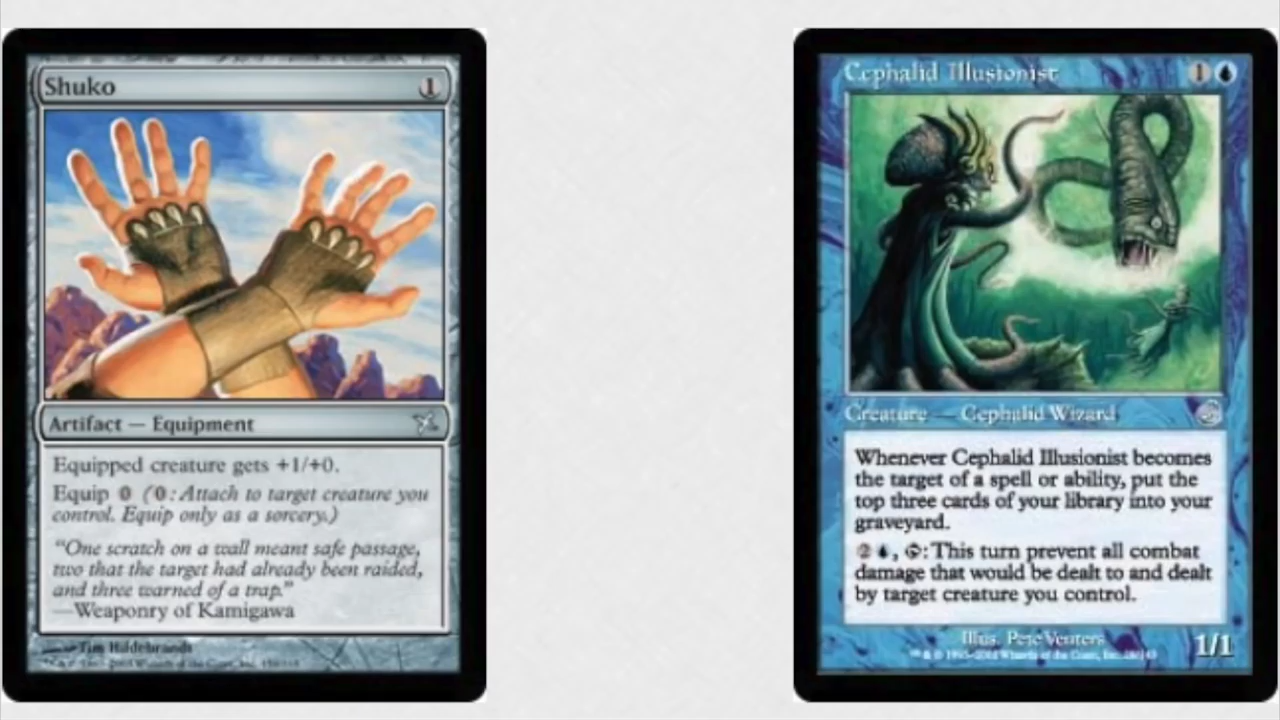 Shuko 1
Artifact — Equipment
Equipped creature gets +1/+0.
Equip 0 (0: Attach to target creature you
control. Equip only as a sorcery.)
"One scratch on a wall meant safe passage,
two that the target had already been raided,
and three warned of a trap."
—Weaponry of Kamigawa
Tim Hildebrandt
Cephalid Illusionist 1
Creature — Cephalid Wizard
Whenever Cephalid Illusionist becomes
the target of a spell or ability, put the
top three cards of your library into your
graveyard.
2, : This turn prevent all combat
damage that would be dealt to and dealt
by target creature you control.
Illus. Pete Venters
1/1